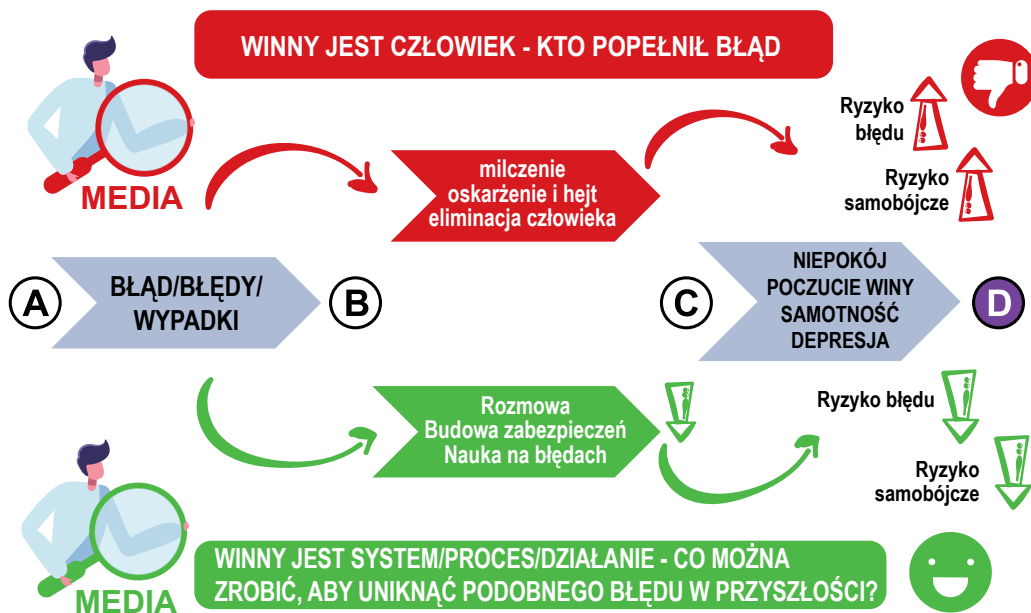 WINNY JEST CZŁOWIEK - KTO POPEŁNIŁ BŁĄD
MEDIA
milczenie
oskarżenie i hejt
eliminacja człowieka
Ryzyko
błędu
Ryzyko
samobójcze
A
BŁĄD/BŁĘDY/
WYPADKI
B
C
NIEPOKÓJ
POCZUCIE WINY
SAMOTNOŚĆ
DEPRESJA
D
Rozmowa
Budowa zabezpieczeń
Nauka na błędach
Ryzyko błędu
Ryzyko
samobójcze
MEDIA
WINNY JEST SYSTEM/PROCES/DZIAŁANIE - CO MOŻNA
ZROBIĆ, ABY UNIKNĄĆ PODOBNEGO BŁĘDU W PRZYSZŁOŚCI?